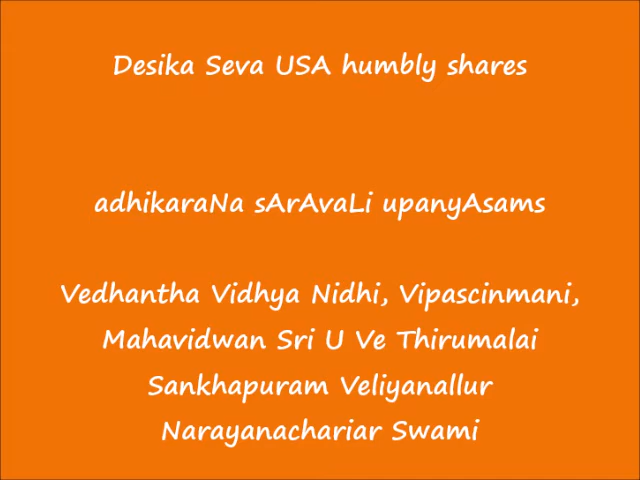 Desika Seva USA humbly shares
adhikaraNa sArAvaLi upanyAsams
Vedhantha Vidhya Nidhi, Vipascinmani,
Mahavidwan Sri U Ve Thirumalai
Sankhapuram Veliyanallur
Narayanachariar Swami